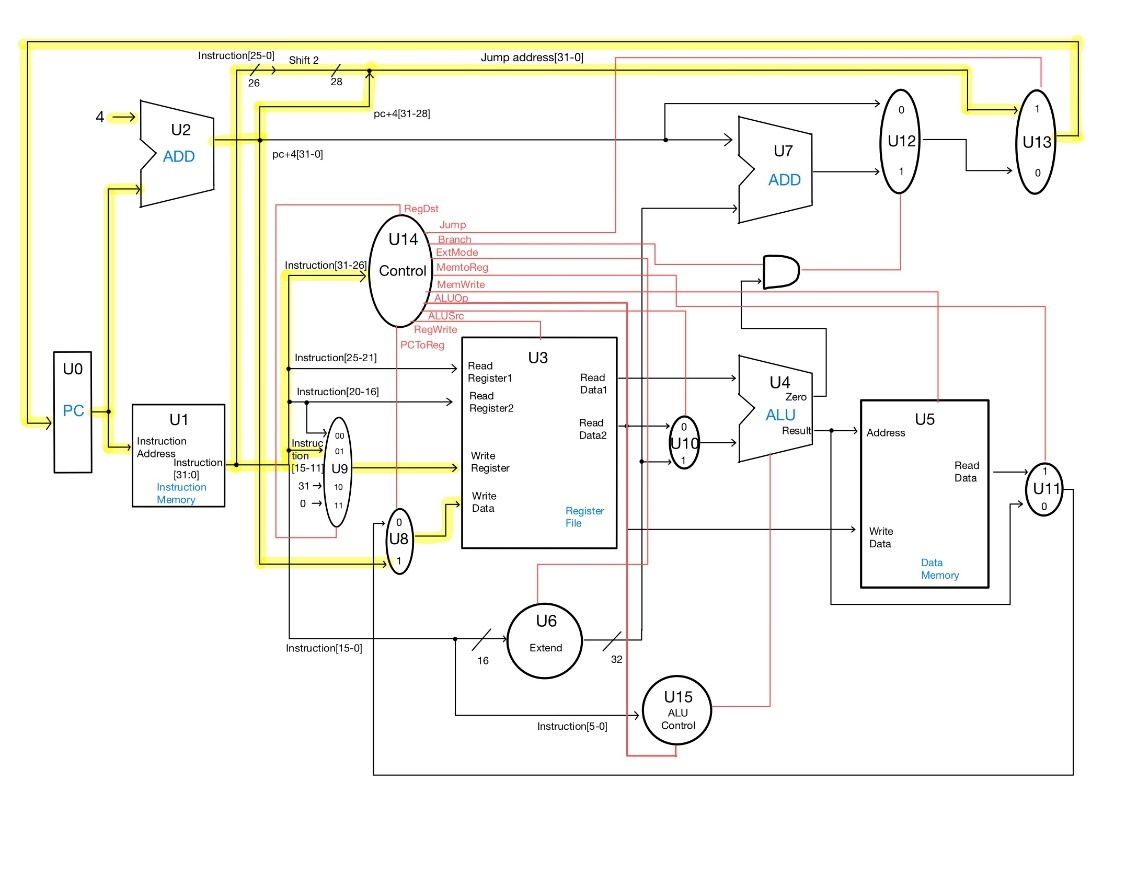 Instruction[25-0]
Shift 2
Jump address[31-0]
26
28
4
U2
ADD
pc+4[31-28]
pc+4[31-0]
U7
ADD
0
U12
1
1
U13
0
RegDst
Jump
Branch
ExtMode
MemtoReg
MemWrite
ALUOp
ALUSrc
RegWrite
PCToReg
U14
Control
Instruction[31-26]
U0
PC
U1
Instruction
Address
Instruction
[31:0]
Instruction
Memory
Instruction[25-21]
Instruction[20-16]
Instruc
tion
[15-11]
31
0
00
01
U9
10
11
0
U8
1
U3
Read
Register1
Read
Register2
Write
Register
Write
Data
Read
Data1
Read
Data2
Register
File
0
U10
1
U4
Zero
ALU
Result
U5
Address
Read
Data
Write
Data
Data
Memory
1
U11
0
U6
Extend
Instruction[15-0]
16
32
U15
ALU
Control
Instruction[5-0]